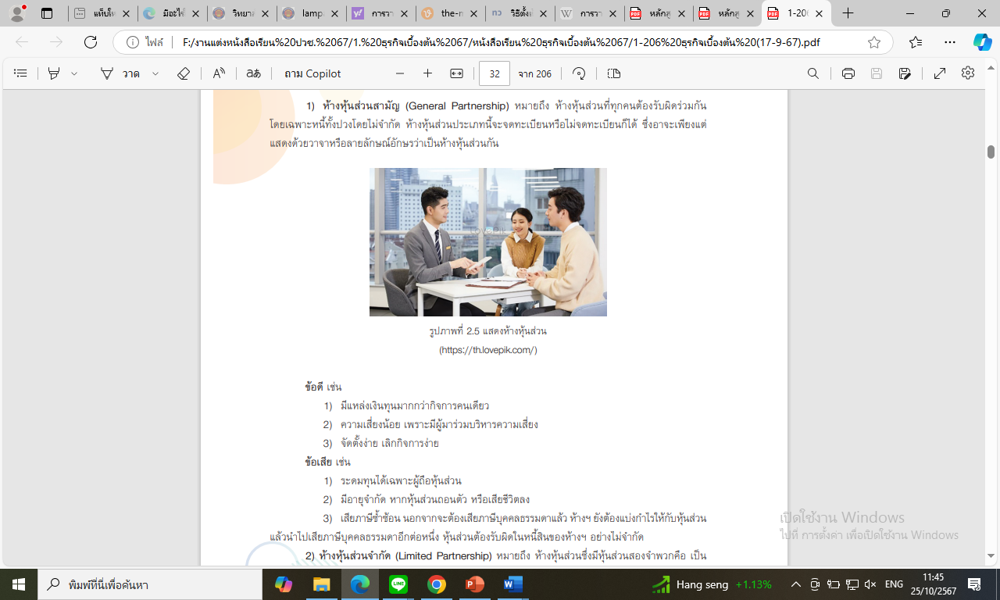 แท็บให
มีอะไรใ
วิทยาส
lampa
การวา
the-m
วิธีตั้งเ
การวา
หลักสู
หลักสู
1-20
ไฟล์
F:/งานแต่งหนังสือเรียน%20ปวช.%2067/1.%20ธุรกิจเบื้องต้น%2067/หนังสือเรียน%20ธุรกิจเบื้องต้น%2067/1-206%20ธุรกิจเบื้องต้น%20(17-9-67).pdf
วาด
ถาม Copilot
32
จาก 206
1) ห้างหุ้นส่วนสามัญ (General Partnership) หมายถึง ห้างหุ้นส่วนที่ทุกคนต้องรับผิดร่วมกัน
โดยเฉพาะหนี้ทั้งปวงโดยไม่จำกัด ห้างหุ้นส่วนประเภทนี้จะจดทะเบียนหรือไม่จดทะเบียนก็ได้ ซึ่งอาจะเพียงแต่
แสดงด้วยวาจาหรือลายลักษณ์อักษรว่าเป็นห้างหุ้นส่วนกัน
lovepik
รูปภาพที่ 2.5 แสดงห้างหุ้นส่วน
(https://th.lovepik.com/)
ข้อดี เช่น
1) มีแหล่งเงินทุนมากกว่ากิจการคนเดียว
2) ความเสี่ยงน้อย เพราะมีผู้มาร่วมบริหารความเสี่ยง
3) จัดตั้งง่าย เลิกกิจการง่าย
ข้อเสีย เช่น
1) ระดมทุนได้เฉพาะผู้ถือหุ้นส่วน
2) มีอายุจำกัด หากหุ้นส่วนถอนตัว หรือเสียชีวิตลง
3) เสียภาษีซ้ำซ้อน นอกจากจะต้องเสียภาษีบุคคลธรรมดาแล้ว ห้างฯ ยังต้องแบ่งกำไรให้กับหุ้นส่วน
แล้วนำไปเสียภาษีบุคคลธรรมดาอีกต่อหนึ่ง หุ้นส่วนต้องรับผิดในหนี้สินของห้างฯ อย่างไม่จำกัด
2) ห้างหุ้นส่วนจำกัด (Limited Partnership) หมายถึง ห้างหุ้นส่วนซึ่งมีหุ้นส่วนสองจำพวกคือ เป็น
เปิดใช้งาน Windows
ไปที่ การตั้งค่า เพื่อเปิดใช้งาน Windows
พิมพ์ที่นี่เพื่อค้นหา
Hang seng +1.13%
ENG
11:45
25/10/2567